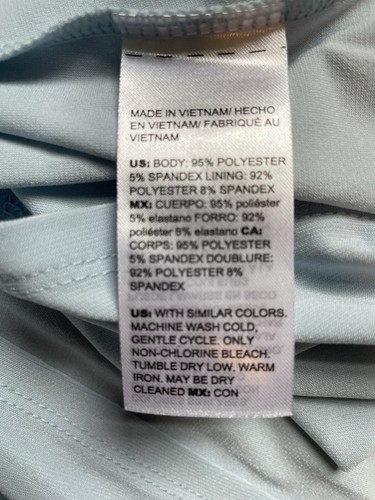 MADE IN VIETNAM/ HECHO
EN VIETNAM/ FABRIQUÉ AU
VIETNAM
US: BODY: 95% POLYESTER
5% SPANDEX LINING: 92%
POLYESTER 8% SPANDEX
MX: CUERPO: 95% poliéster
5% elastano FORRO: 92%
poliéster 8% elastano CA:
CORPS: 95% POLYESTER
5% SPANDEX DOUBLURE:
92% POLYESTER 8%
SPANDEX
US: WITH SIMILAR COLORS.
MACHINE WASH COLD,
GENTLE CYCLE. ONLY
NON-CHLORINE BLEACH.
TUMBLE DRY LOW. WARM
IRON. MAY BE DRY
CLEANED MX: CON